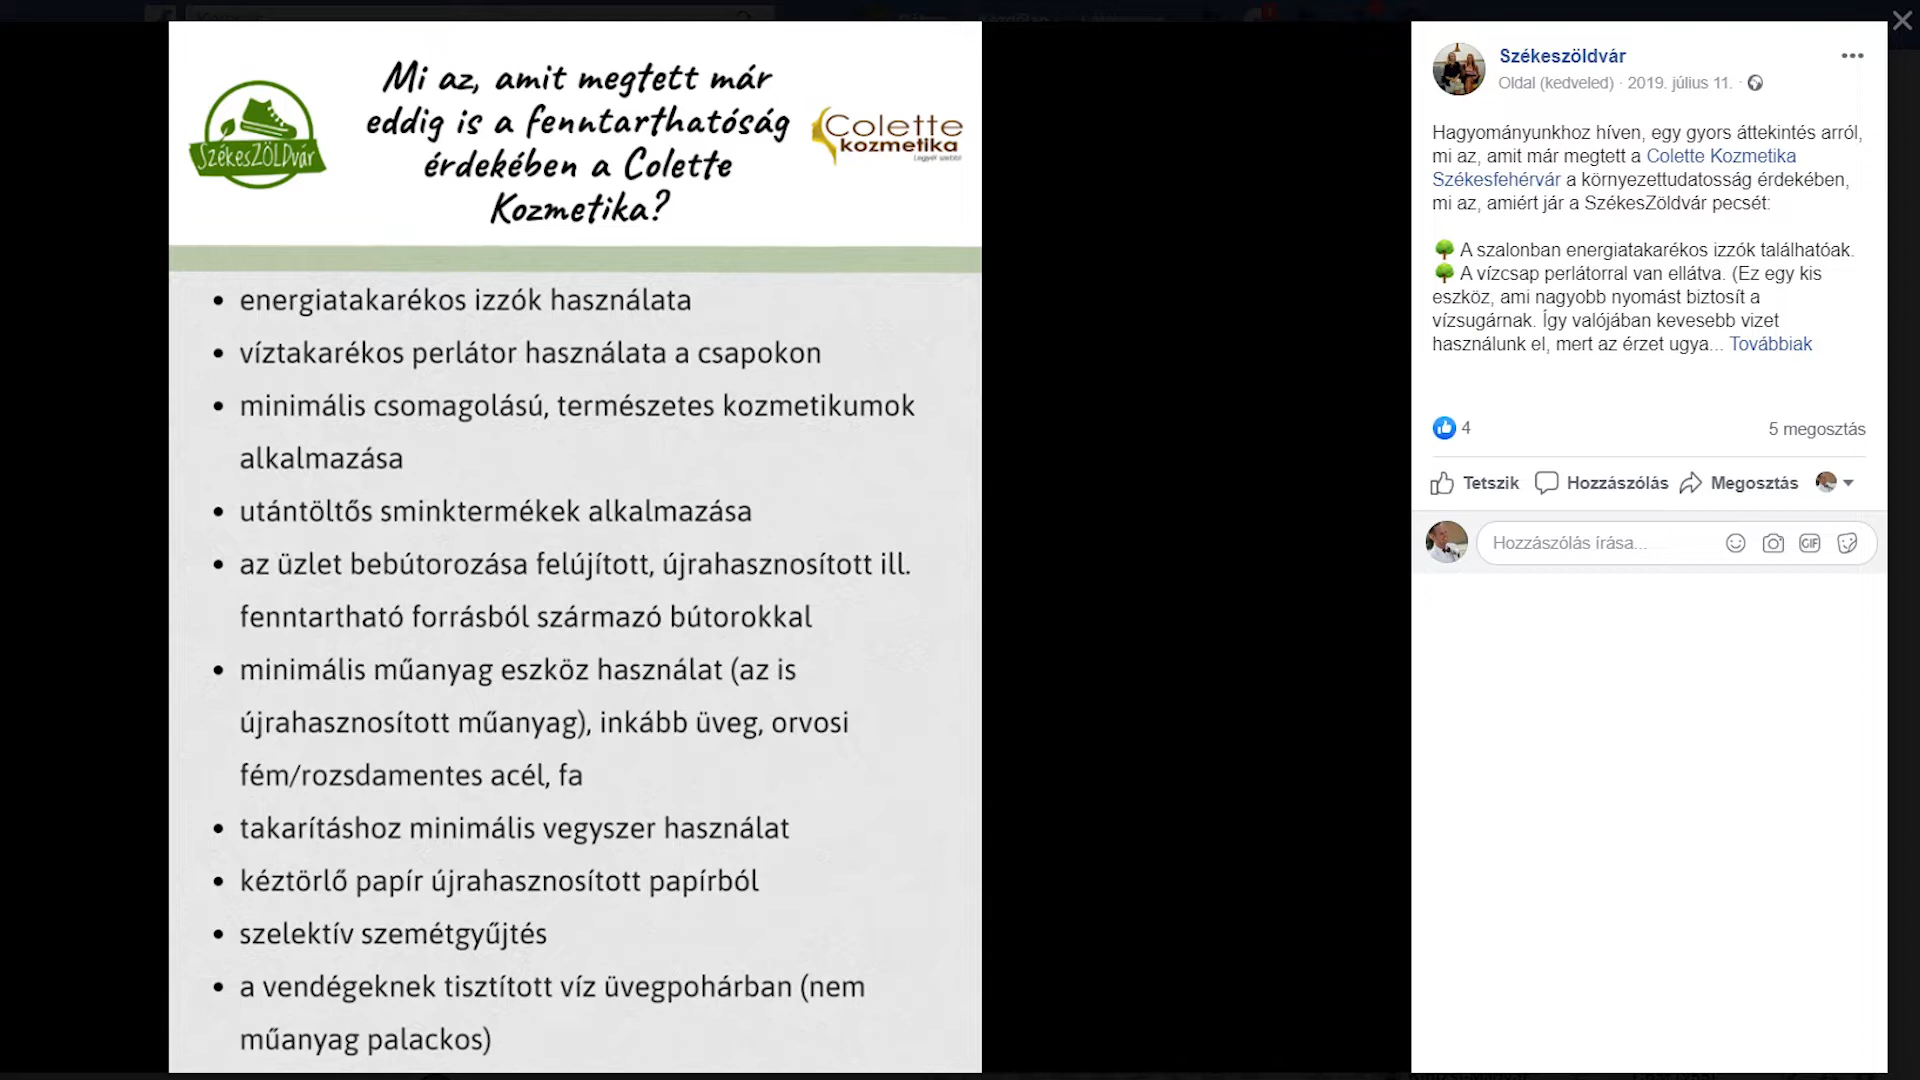 Mi az, amit megtett már
eddig is a fenntarthatóság
érdekében a Colette
Kozmetika?
SzékesZÖLDvár
Colette
kozmetika
Legyél szebb!
energiatakarékos izzók használata
víztakarékos perlátor használata a csapokon
minimális csomagolású, természetes kozmetikumok
alkalmazása
utántöltős sminktermékek alkalmazása
az üzlet bebútorozása felújított, újrahasznosított ill.
fenntartható forrásból származó bútorokkal
minimális műanyag eszköz használat (az is
újrahasznosított műanyag), inkább üveg, orvosi
fém/rozsdamentes acél, fa
takarításhoz minimális vegyszer használat
kéztörlő papír újrahasznosított papírból
szelektív szemétgyűjtés
a vendégeknek tisztított víz üvegpohárban (nem
műanyag palackos)
Székeszöldvár
Oldal (kedveled) · 2019. július 11. ·
Hagyományunkhoz híven, egy gyors áttekintés arról,
mi az, amit már megtett a Colette Kozmetika
Székesfehérvár a környezettudatosság érdekében,
mi az, amiért jár a SzékesZöldvár pecsét:
🌳 A szalonban energiatakarékos izzók találhatóak.
🌳 A vízcsap perlátorral van ellátva. (Ez egy kis
eszköz, ami nagyobb nyomást biztosít a
vízsugárnak. Így valójában kevesebb vizet
használunk el, mert az érzet ugya... Továbbiak
4
5 megosztás
Tetszik Hozzászólás Megosztás
Hozzászólás írása...
GIF